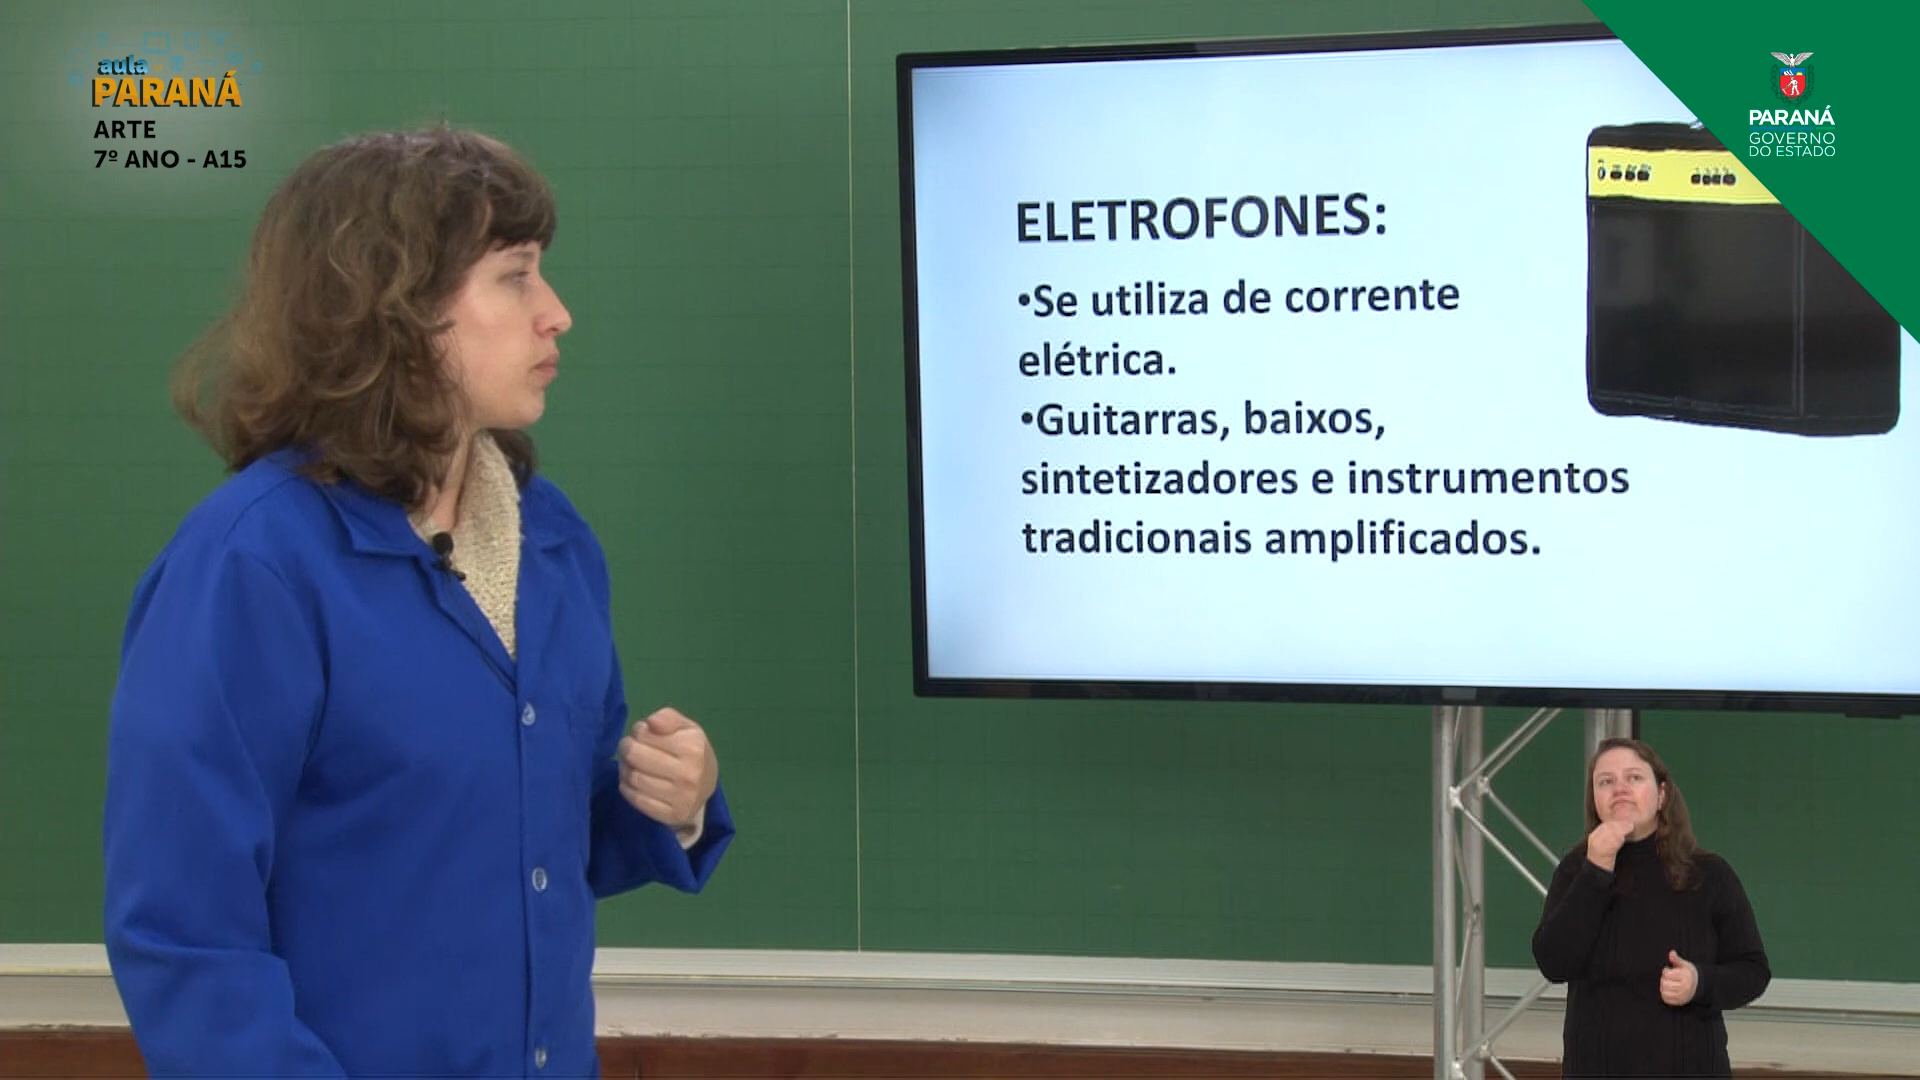 aula
PARANÁ
ARTE
7º ANO - A15
ELETROFONES:
•Se utiliza de corrente
elétrica.
•Guitarras, baixos,
sintetizadores e instrumentos
tradicionais amplificados.
PARANÁ
GOVERNO
DO ESTADO